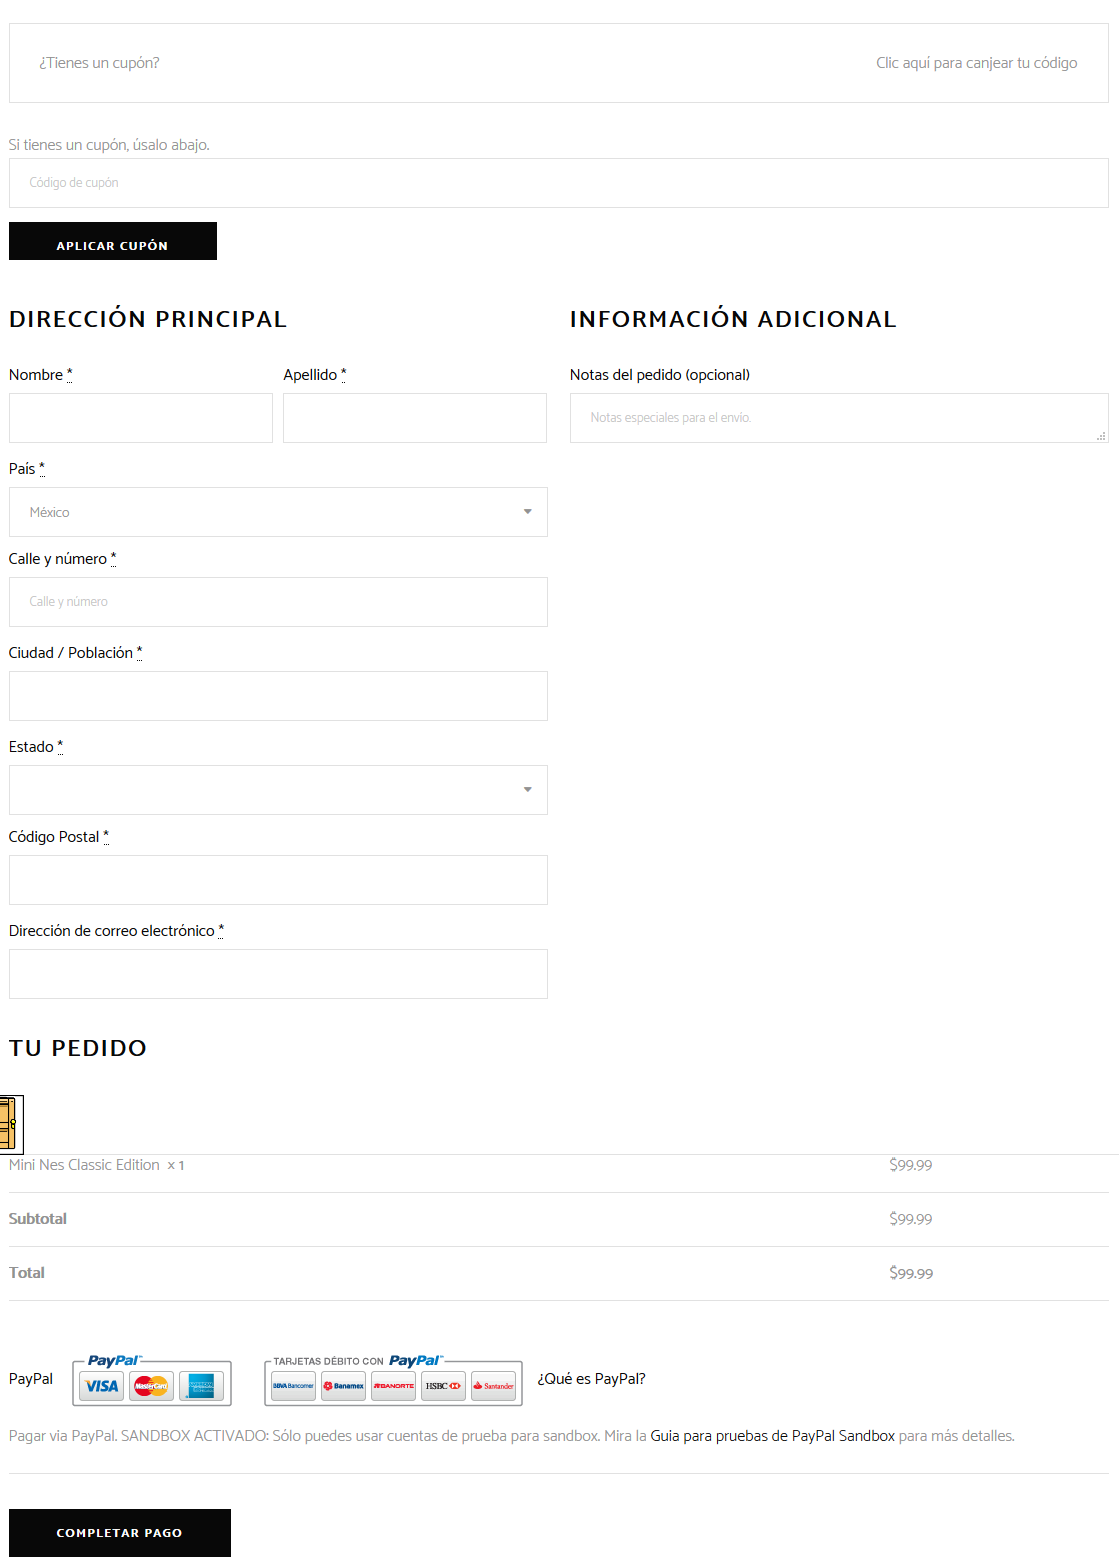 ¿Tienes un cupón? Clic aquí para canjear tu código
Si tienes un cupón, úsalo abajo.
Código de cupón
APLICAR CUPÓN
DIRECCIÓN PRINCIPAL
Nombre *
Apellido *
País *
México
Calle y número *
Calle y número
Ciudad / Población *
Estado *
Código Postal *
Dirección de correo electrónico *
INFORMACIÓN ADICIONAL
Notas del pedido (opcional)
Notas especiales para el envío.
TU PEDIDO
Mini Nes Classic Edition x 1 $99.99
Subtotal $99.99
Total $99.99
PayPal
PayPal™
VISA MasterCard
TARJETAS DÉBITO CON PayPal™
BBVA Bancomer Banamex BANORTE HSBC Santander
¿Qué es PayPal?
Pagar via PayPal. SANDBOX ACTIVADO: Sólo puedes usar cuentas de prueba para sandbox. Mira la Guia para pruebas de PayPal Sandbox para más detalles.
COMPLETAR PAGO